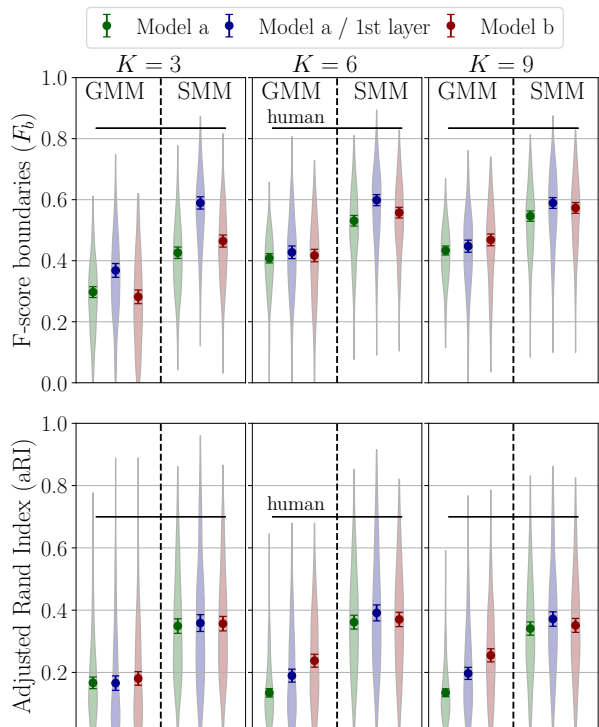 Model a Model a / 1st layer Model b
K = 3 K = 6 K = 9
F-score boundaries (F_b)
1.0
0.8
0.6
0.4
0.2
0.0
GMM SMM GMM SMM GMM SMM
human
Adjusted Rand Index (aRI)
1.0
0.8
0.6
0.4
0.2
human